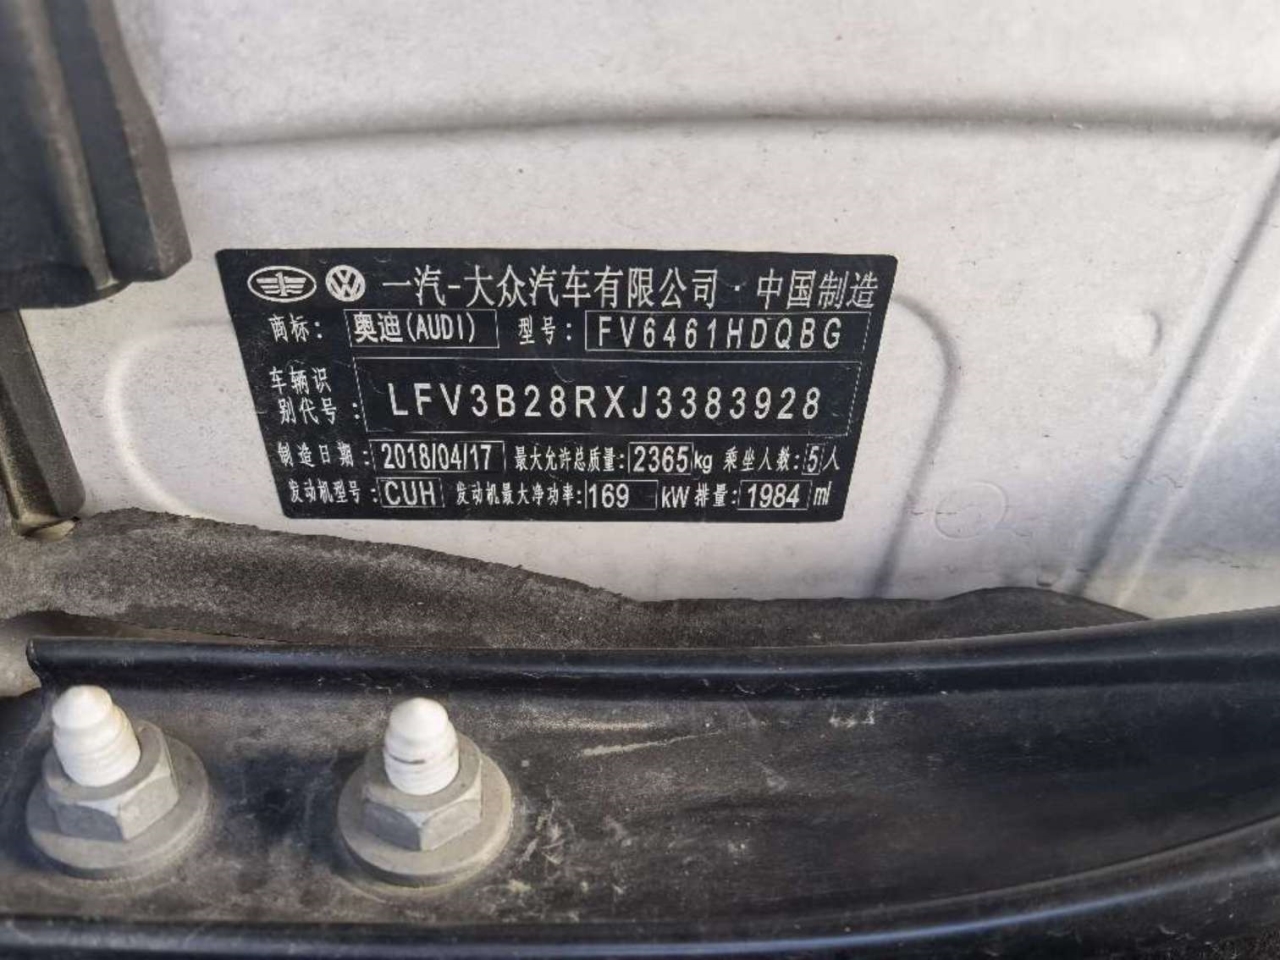 一汽-大众汽车有限公司·中国制造
商标: 奥迪(AUDI) 型号: FV6461HDQBG
车辆识
别代号: LFV3B28RXJ3383928
制造日期: 2018/04/17 最大允许总质量: 2365kg 乘坐人数: 5人
发动机型号: CUH 发动机最大净功率: 169 kW 排量: 1984 ml